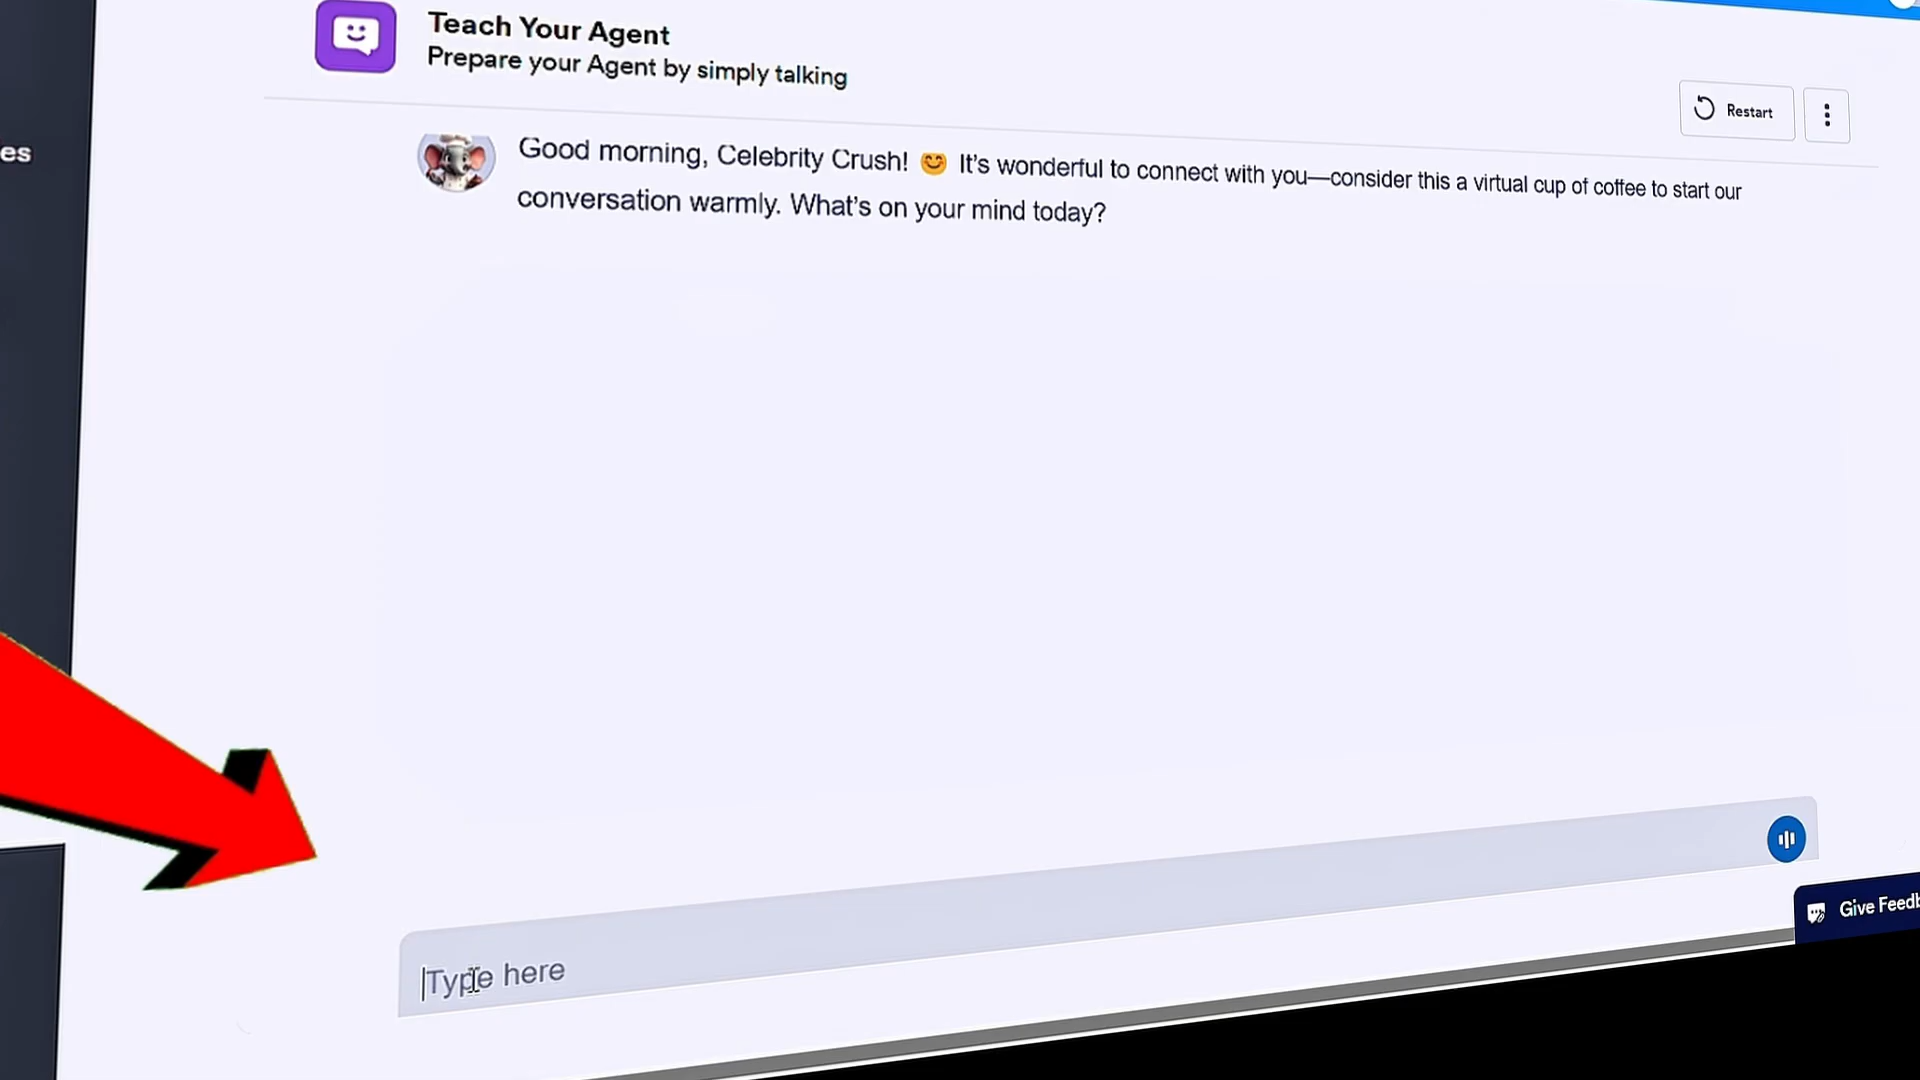 Teach Your Agent
Prepare your Agent by simply talking
Restart
es
Good morning, Celebrity Crush! 😊 It's wonderful to connect with you—consider this a virtual cup of coffee to start our
conversation warmly. What's on your mind today?
Type here
Give Feedb